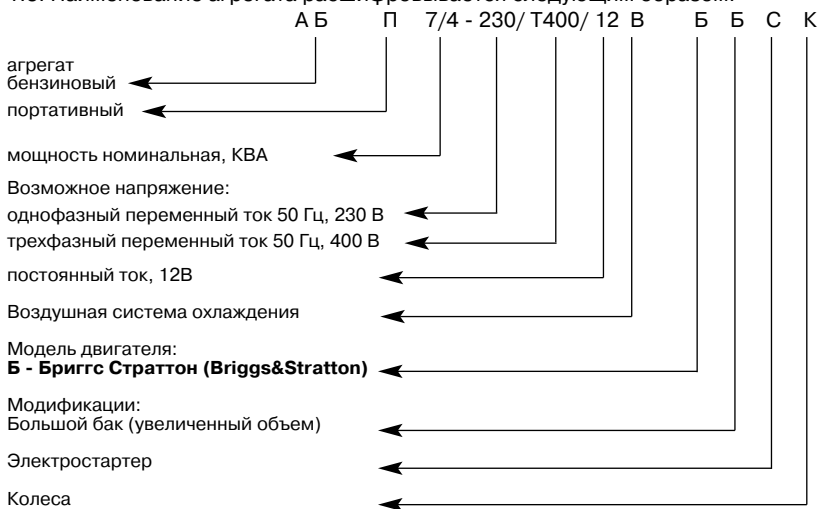 А Б П 7/4 - 230/ Т400/ 12 В Б Б С К
агрегат
бензиновый
портативный
мощность номинальная, КВА
Возможное напряжение:
однофазный переменный ток 50 Гц, 230 В
трехфазный переменный ток 50 Гц, 400 В
постоянный ток, 12В
Воздушная система охлаждения
Модель двигателя:
Б - Бриггс Страттон (Briggs&Stratton)
Модификации:
Большой бак (увеличенный объем)
Электростартер
Колеса